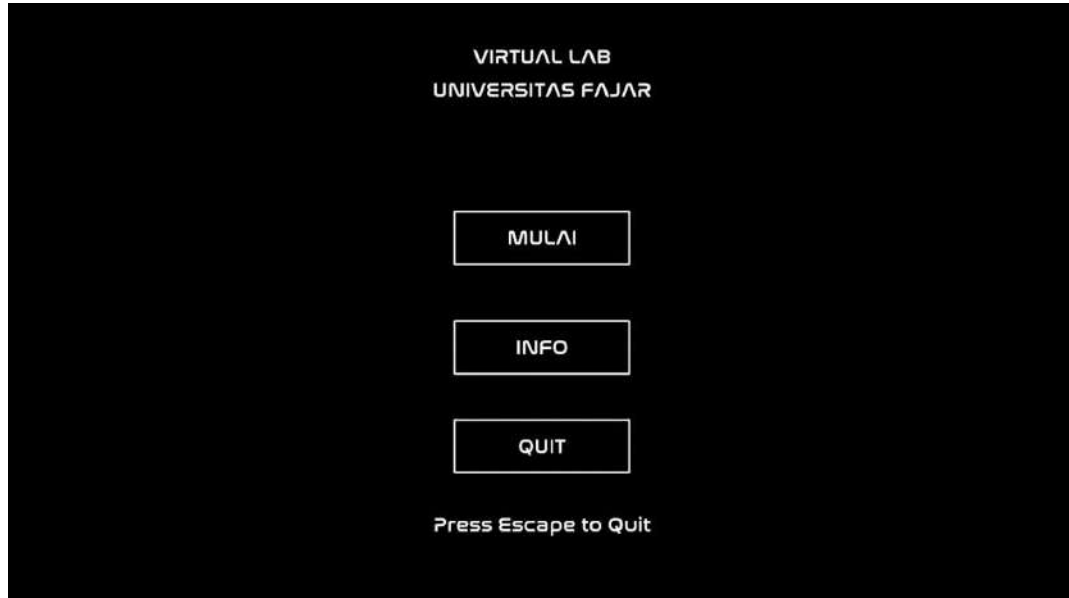 VIRTUAL LAB
UNIVERSITAS FAJAR
MULAI
INFO
QUIT
Press Escape to Quit